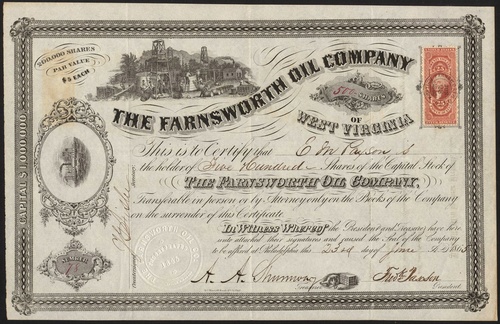 200,000 SHARES
PAR VALUE
$5 EACH
THE FARNSWORTH OIL COMPANY
500 SHARES
OF
WEST VIRGINIA
CAPITAL $1,000,000
This is to Certify that
is
the holder of Five Hundred Shares of the Capital Stock of
THE FARNSWORTH OIL COMPANY,
Transferable in person or by Attorney only on the Books of the Company
on the surrender of this Certificate
In Witness Whereof the President and Treasurer have here
unto attached their signatures and caused the Seal of the Company
to be affixed at Philadelphia this 23rd day of June 1865
NUMBER
President